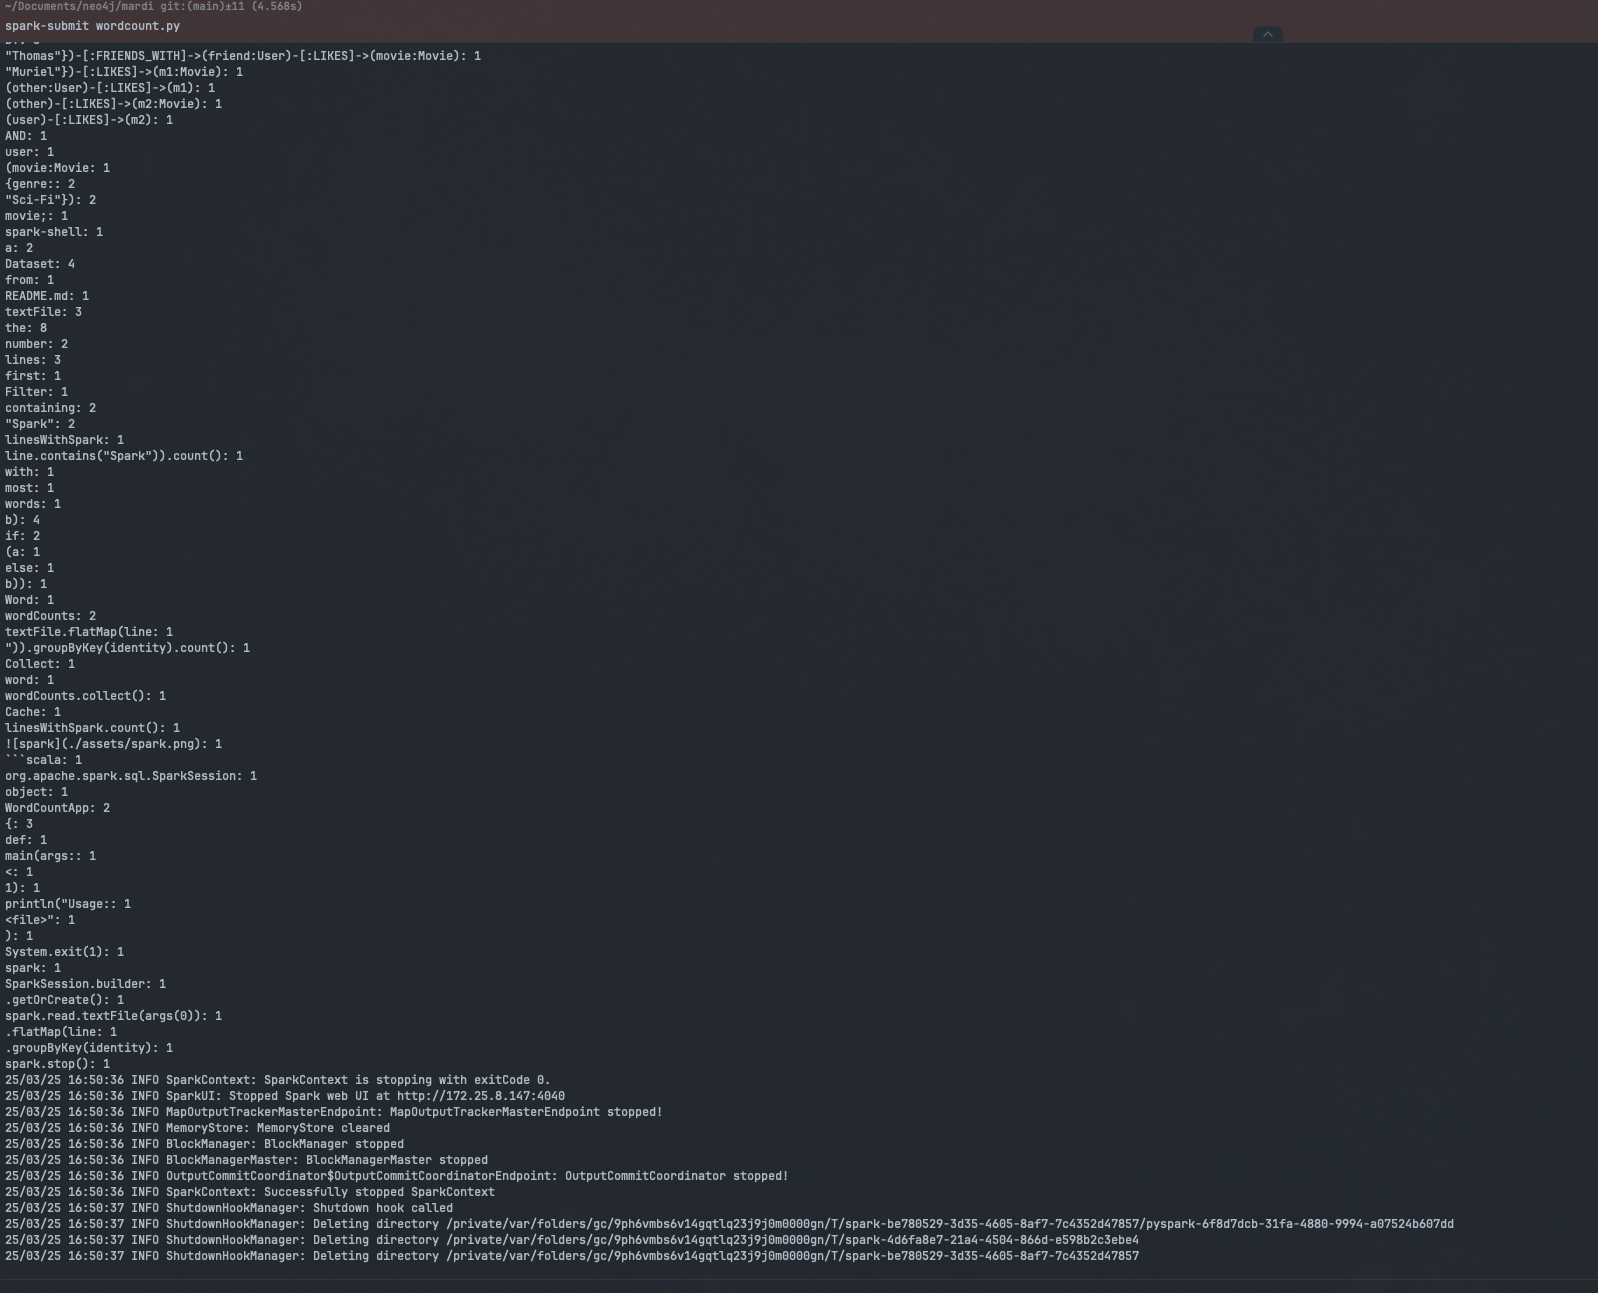 ~/Documents/neo4j/mardi git:(main)±11 (4.568s)
spark-submit wordcount.py
"Thomas"})-[:FRIENDS_WITH]->(friend:User)-[:LIKES]->(movie:Movie): 1
"Muriel"})-[:LIKES]->(m1:Movie): 1
(other:User)-[:LIKES]->(m1): 1
(other)-[:LIKES]->(m2:Movie): 1
(user)-[:LIKES]->(m2): 1
AND: 1
user: 1
(movie:Movie: 1
{genre:: 2
"Sci-Fi"}): 2
movie;: 1
spark-shell: 1
a: 2
Dataset: 4
from: 1
README.md: 1
textFile: 3
the: 8
number: 2
lines: 3
first: 1
Filter: 1
containing: 2
"Spark": 2
linesWithSpark: 1
line.contains("Spark")).count(): 1
with: 1
most: 1
words: 1
b): 4
if: 2
(a: 1
else: 1
b)): 1
Word: 1
wordCounts: 2
textFile.flatMap(line: 1
")).groupByKey(identity).count(): 1
Collect: 1
word: 1
wordCounts.collect(): 1
Cache: 1
linesWithSpark.count(): 1
![spark](./assets/spark.png): 1
```scala: 1
org.apache.spark.sql.SparkSession: 1
object: 1
WordCountApp: 2
{: 3
def: 1
main(args:: 1
<: 1
1): 1
println("Usage:: 1
<file>": 1
): 1
System.exit(1): 1
spark: 1
SparkSession.builder: 1
.getOrCreate(): 1
spark.read.textFile(args(0)): 1
.flatMap(line: 1
.groupByKey(identity): 1
spark.stop(): 1
25/03/25 16:50:36 INFO SparkContext: SparkContext is stopping with exitCode 0.
25/03/25 16:50:36 INFO SparkUI: Stopped Spark web UI at http://172.25.8.147:4040
25/03/25 16:50:36 INFO MapOutputTrackerMasterEndpoint: MapOutputTrackerMasterEndpoint stopped!
25/03/25 16:50:36 INFO MemoryStore: MemoryStore cleared
25/03/25 16:50:36 INFO BlockManager: BlockManager stopped
25/03/25 16:50:36 INFO BlockManagerMaster: BlockManagerMaster stopped
25/03/25 16:50:36 INFO OutputCommitCoordinator$OutputCommitCoordinatorEndpoint: OutputCommitCoordinator stopped!
25/03/25 16:50:36 INFO SparkContext: Successfully stopped SparkContext
25/03/25 16:50:37 INFO ShutdownHookManager: Shutdown hook called
25/03/25 16:50:37 INFO ShutdownHookManager: Deleting directory /private/var/folders/gc/9ph6vmbs6v14gqtlq23j9j0m0000gn/T/spark-be780529-3d35-4605-8af7-7c4352d47857/pyspark-6f8d7dcb-31fa-4880-9994-a07524b607dd
25/03/25 16:50:37 INFO ShutdownHookManager: Deleting directory /private/var/folders/gc/9ph6vmbs6v14gqtlq23j9j0m0000gn/T/spark-4d6fa8e7-21a4-4504-866d-e598b2c3ebe4
25/03/25 16:50:37 INFO ShutdownHookManager: Deleting directory /private/var/folders/gc/9ph6vmbs6v14gqtlq23j9j0m0000gn/T/spark-be780529-3d35-4605-8af7-7c4352d47857